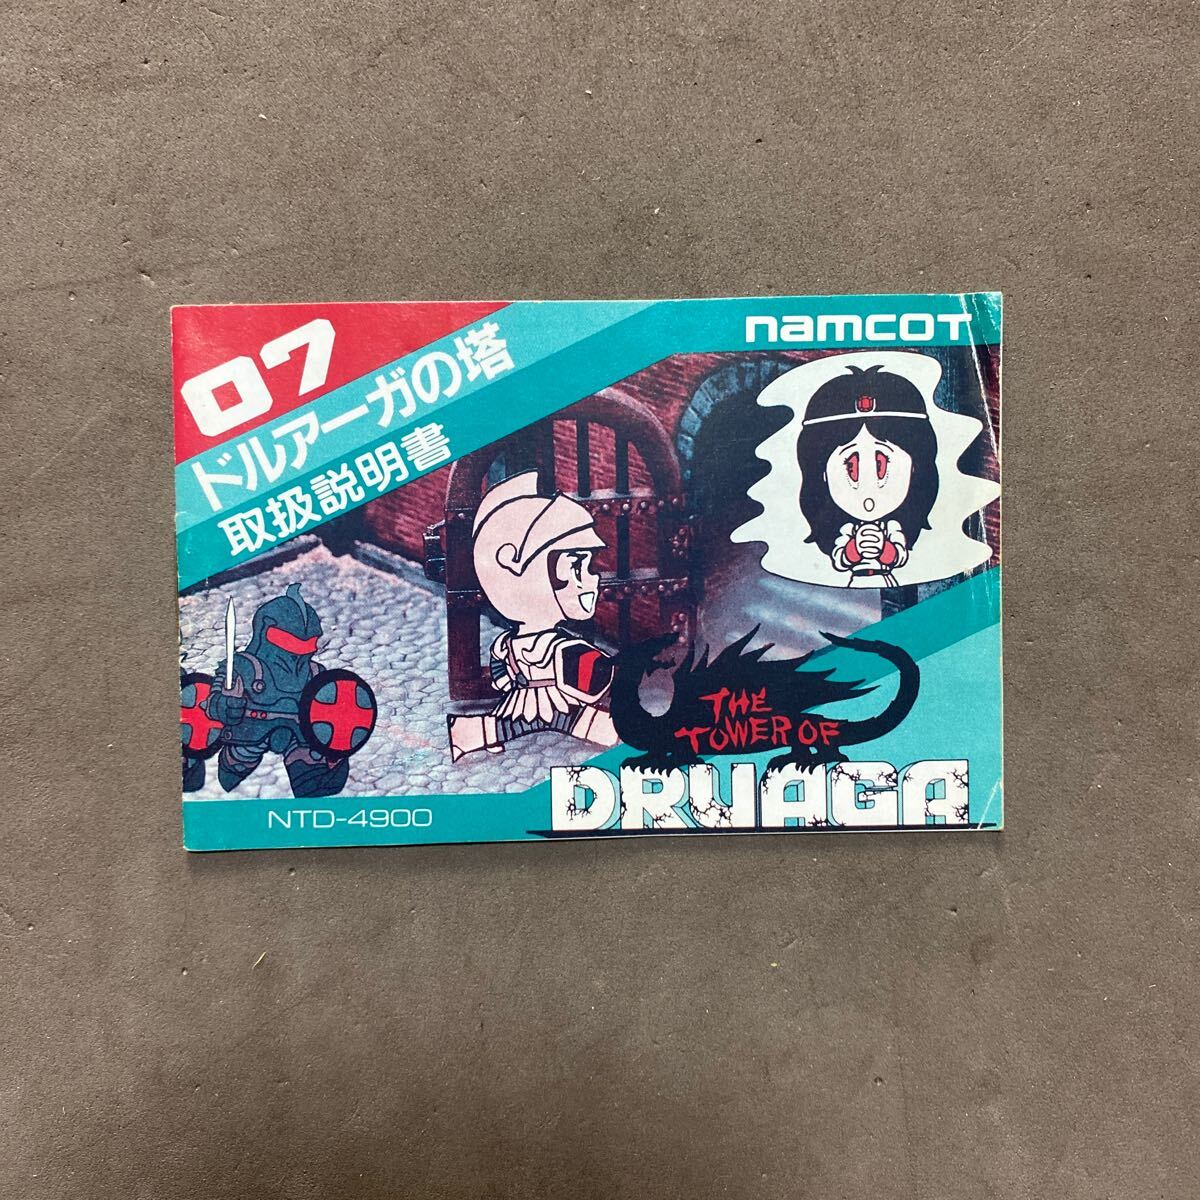 07
ドルアーガの塔
取扱説明書
namcot
THE
TOWER OF
DRUAGA
NTD-4900